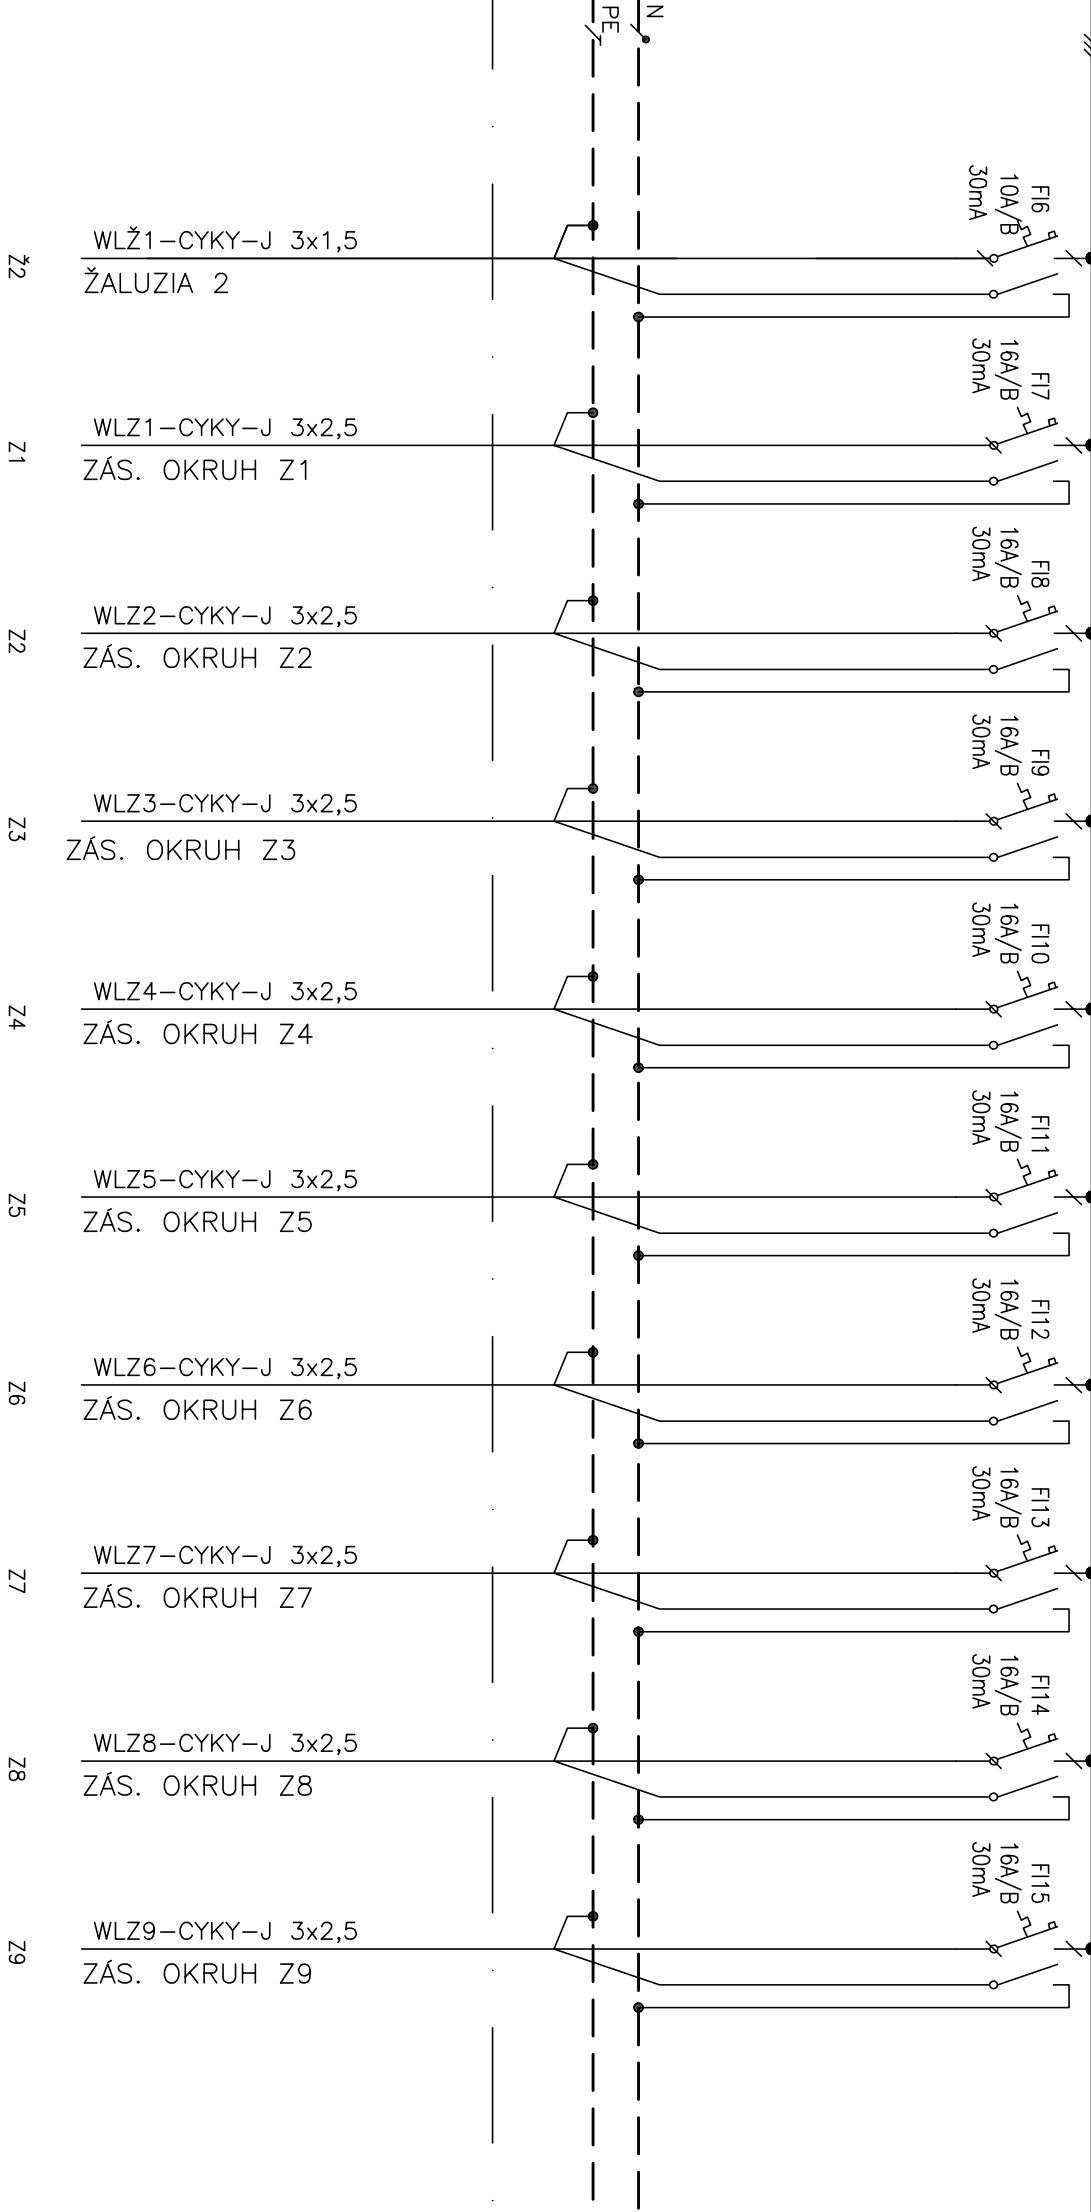 N
PE
FI6
10A/B
30mA
WLŽ1-CYKY-J 3x1,5
ŽALUZIA 2
Ž2
FI7
16A/B
30mA
WLZ1-CYKY-J 3x2,5
ZÁS. OKRUH Z1
Z1
FI8
16A/B
30mA
WLZ2-CYKY-J 3x2,5
ZÁS. OKRUH Z2
Z2
FI9
16A/B
30mA
WLZ3-CYKY-J 3x2,5
ZÁS. OKRUH Z3
Z3
FI10
16A/B
30mA
WLZ4-CYKY-J 3x2,5
ZÁS. OKRUH Z4
Z4
FI11
16A/B
30mA
WLZ5-CYKY-J 3x2,5
ZÁS. OKRUH Z5
Z5
FI12
16A/B
30mA
WLZ6-CYKY-J 3x2,5
ZÁS. OKRUH Z6
Z6
FI13
16A/B
30mA
WLZ7-CYKY-J 3x2,5
ZÁS. OKRUH Z7
Z7
FI14
16A/B
30mA
WLZ8-CYKY-J 3x2,5
ZÁS. OKRUH Z8
Z8
FI15
16A/B
30mA
WLZ9-CYKY-J 3x2,5
ZÁS. OKRUH Z9
Z9